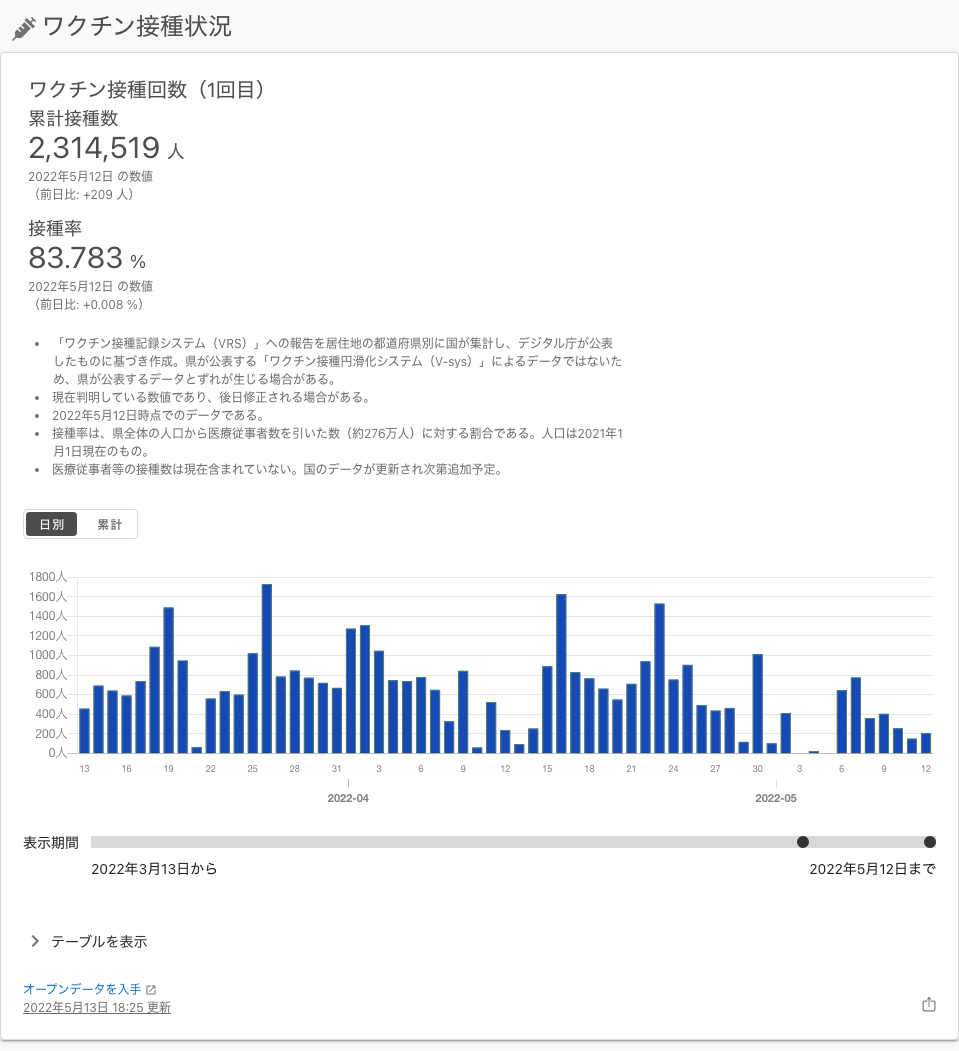 ワクチン接種状況
ワクチン接種回数（1回目）
累計接種数
2,314,519 人
2022年5月12日 の数値
（前日比: +209 人）
接種率
83.783 %
2022年5月12日 の数値
（前日比: +0.008 %）
• 「ワクチン接種記録システム（VRS）」への報告を居住地の都道府県別に国が集計し、デジタル庁が公表
したものに基づき作成。県が公表する「ワクチン接種円滑化システム（V-sys）」によるデータではないた
め、県が公表するデータとずれが生じる場合がある。
• 現在判明している数値であり、後日修正される場合がある。
• 2022年5月12日時点でのデータである。
• 接種率は、県全体の人口から医療従事者数を引いた数（約276万人）に対する割合である。人口は2021年1
月1日現在のもの。
• 医療従事者等の接種数は現在含まれていない。国のデータが更新され次第追加予定。
日別 累計
1800人
1600人
1400人
1200人
1000人
800人
600人
400人
200人
0人
13 16 19 22 25 28 31 3 6 9 12 15 18 21 24 27 30 3 6 9 12
2022-04 2022-05
表示期間
2022年3月13日から 2022年5月12日まで
テーブルを表示
オープンデータを入手
2022年5月13日 18:25 更新